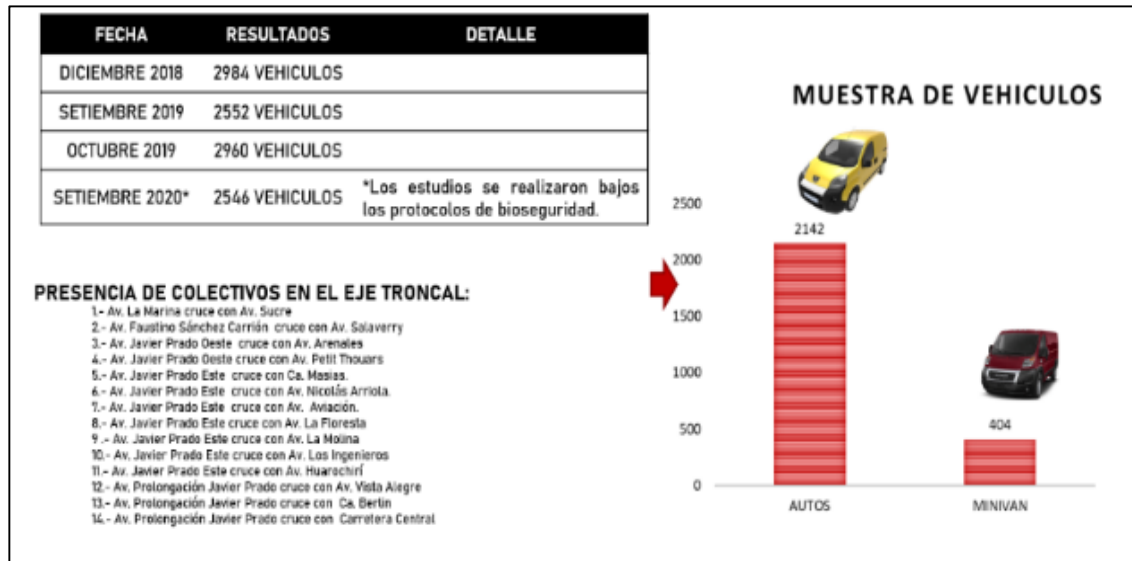 FECHA RESULTADOS DETALLE
DICIEMBRE 2018 2984 VEHICULOS
SETIEMBRE 2019 2552 VEHICULOS
OCTUBRE 2019 2960 VEHICULOS
SETIEMBRE 2020* 2546 VEHICULOS *Los estudios se realizaron bajos
los protocolos de bioseguridad.
PRESENCIA DE COLECTIVOS EN EL EJE TRONCAL:
1.- Av. La Marina cruce con Av. Sucre
2.- Av. Faustino Sánchez Carrión cruce con Av. Salaverry
3.- Av. Javier Prado Oeste cruce con Av. Arenales
4.- Av. Javier Prado Oeste cruce con Av. Petit Thouars
5.- Av. Javier Prado Este cruce con Ca. Masias.
6.- Av. Javier Prado Este cruce con Av. Nicolás Arriola.
7.- Av. Javier Prado Este cruce con Av. Aviación.
8.- Av. Javier Prado Este cruce con Av. La Floresta
9 .- Av. Javier Prado Este cruce con Av. La Molina
10.- Av. Javier Prado Este cruce con Av. Los Ingenieros
11.- Av. Javier Prado Este cruce con Av. Huarochirí
12.- Av. Prolongación Javier Prado cruce con Av. Vista Alegre
13.- Av. Prolongación Javier Prado cruce con Ca. Berlin
14.- Av. Prolongación Javier Prado cruce con Carretera Central
MUESTRA DE VEHICULOS
2500
2142
2000
1500
1000
404
500
0
AUTOS MINIVAN